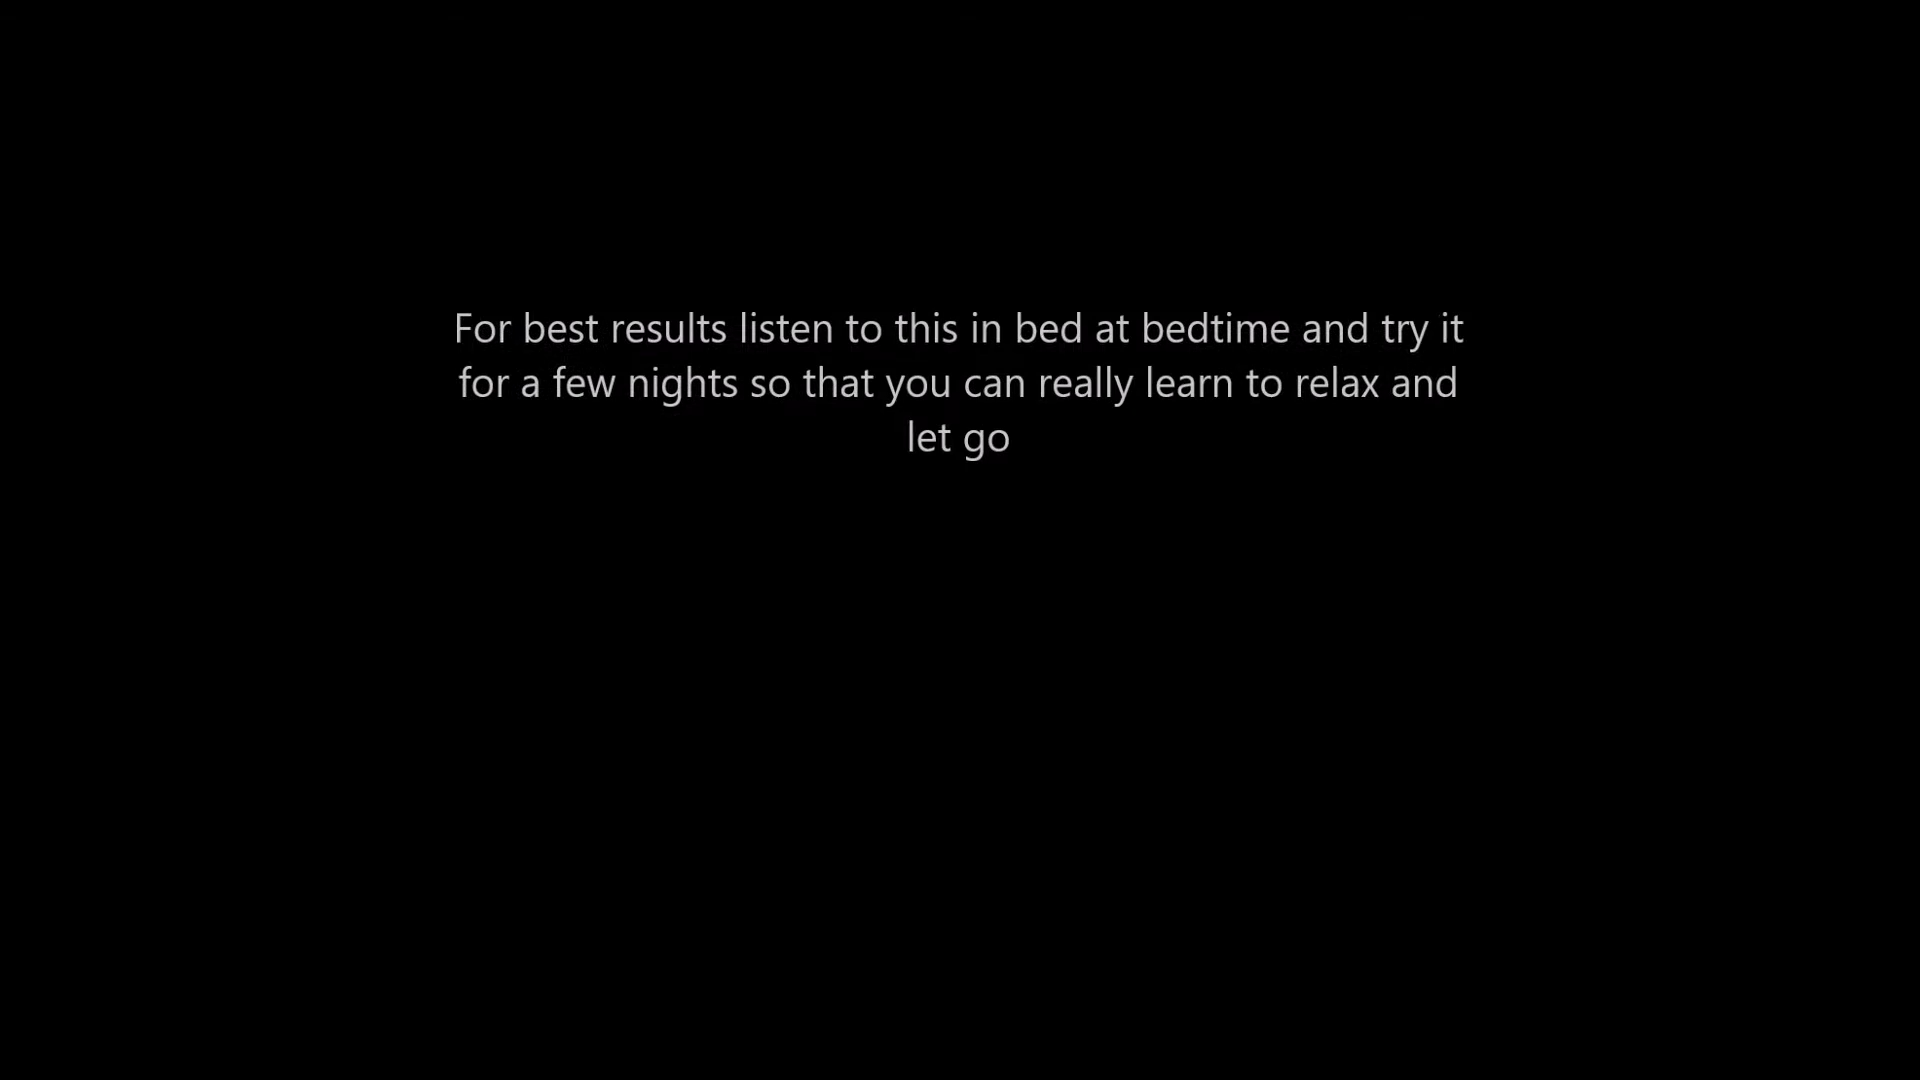 For best results listen to this in bed at bedtime and try it
for a few nights so that you can really learn to relax and
let go